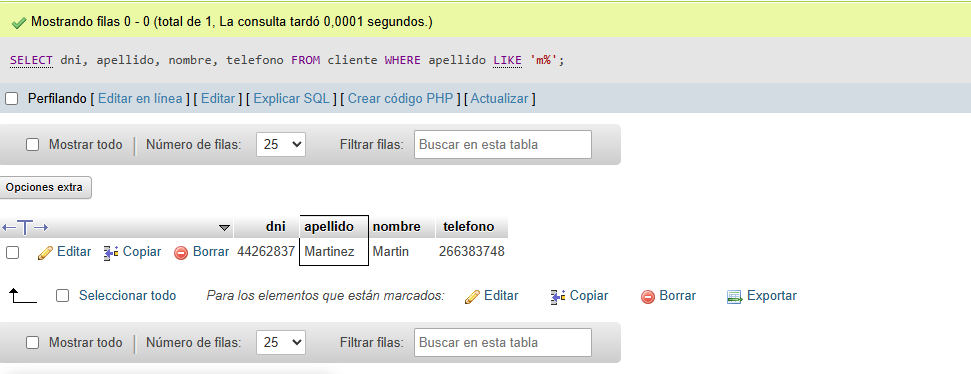 Mostrando filas 0 - 0 (total de 1, La consulta tardó 0,0001 segundos.)
SELECT dni, apellido, nombre, telefono FROM cliente WHERE apellido LIKE 'm%';
Perfilando [ Editar en línea ] [ Editar ] [ Explicar SQL ] [ Crear código PHP ] [ Actualizar ]
Mostrar todo Número de filas: 25 Filtrar filas: Buscar en esta tabla
Opciones extra
←T→ dni apellido nombre telefono
Editar Copiar Borrar 44262837 Martinez Martin 266383748
Seleccionar todo Para los elementos que están marcados: Editar Copiar Borrar Exportar
Mostrar todo Número de filas: 25 Filtrar filas: Buscar en esta tabla